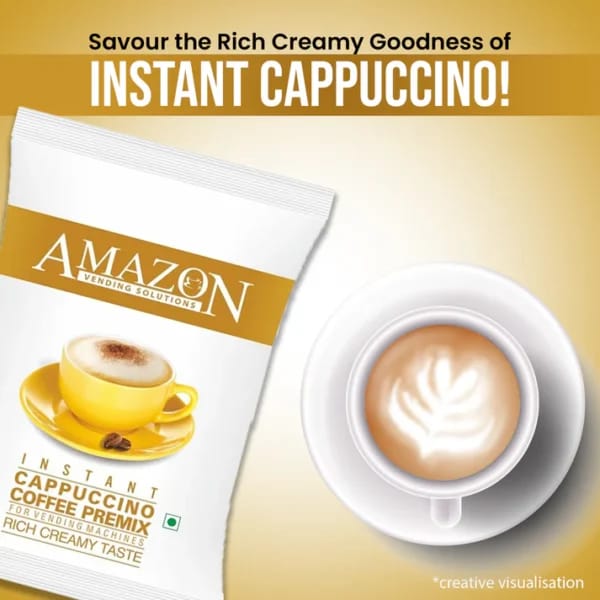 Savour the Rich Creamy Goodness of
INSTANT CAPPUCCINO!
AMAZON
VENDING SOLUTIONS
INSTANT
CAPPUCCINO
COFFEE PREMIX
FOR VENDING MACHINES
RICH CREAMY TASTE
*creative visualisation